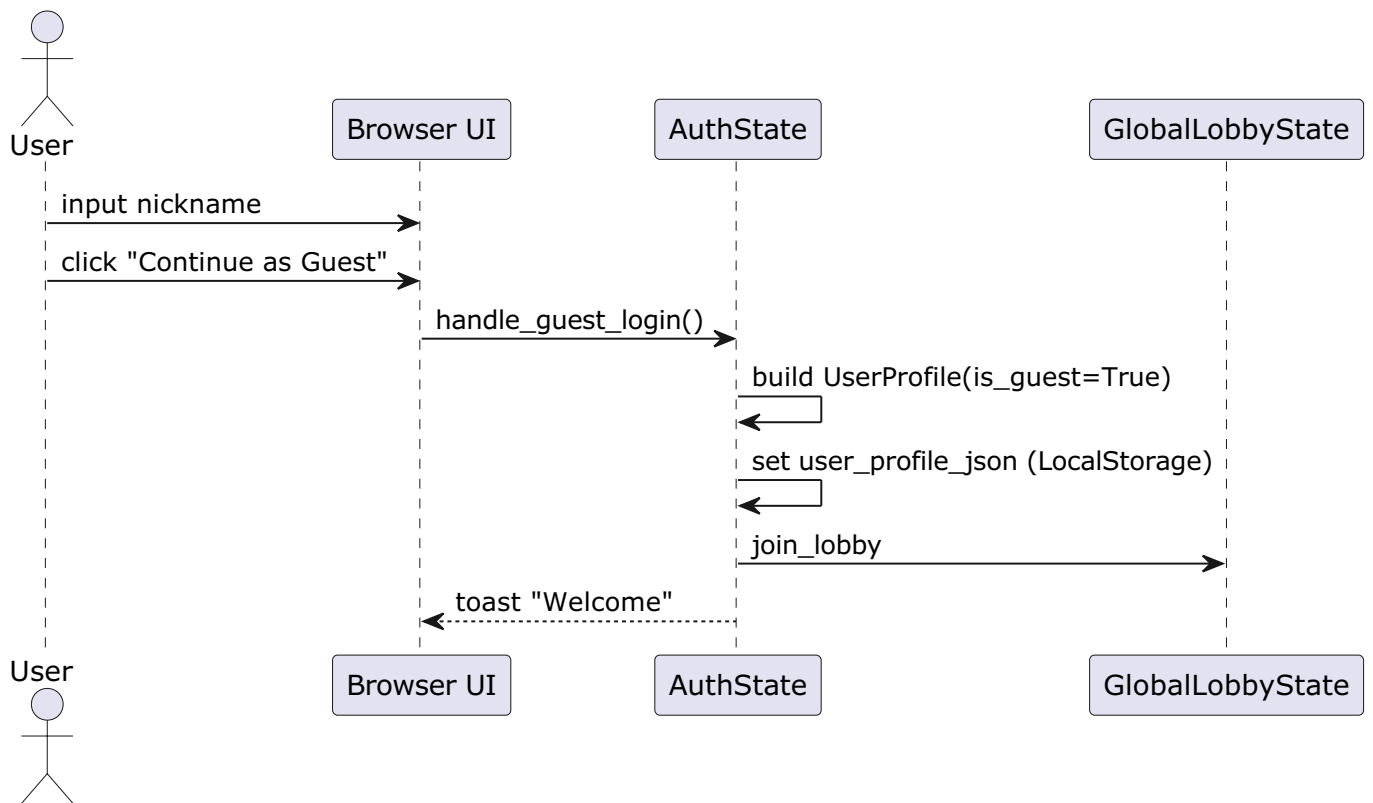 User
Browser UI
AuthState
GlobalLobbyState
input nickname
click "Continue as Guest"
handle_guest_login()
build UserProfile(is_guest=True)
set user_profile_json (LocalStorage)
join_lobby
toast "Welcome"
User
Browser UI
AuthState
GlobalLobbyState